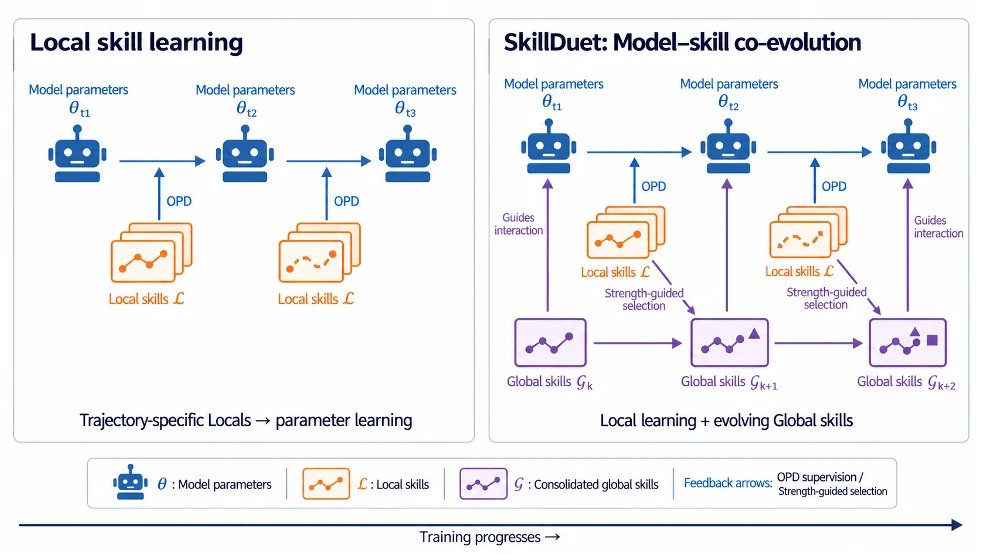 Local skill learning
Model parameters
θt1
Model parameters
θt2
Model parameters
θt3
OPD
OPD
Local skills ℒ
Local skills ℒ
Trajectory-specific Locals → parameter learning
SkillDuet: Model–skill co-evolution
Model parameters
θt1
Model parameters
θt2
Model parameters
θt3
OPD
OPD
Guides
interaction
Guides
interaction
Local skills ℒ
Local skills ℒ
Strength-guided
selection
Strength-guided
selection
Global skills 𝒢k
Global skills 𝒢k+1
Global skills 𝒢k+2
Local learning + evolving Global skills
θ : Model parameters
ℒ : Local skills
𝒢 : Consolidated global skills
Feedback arrows: OPD supervision /
Strength-guided selection
Training progresses →